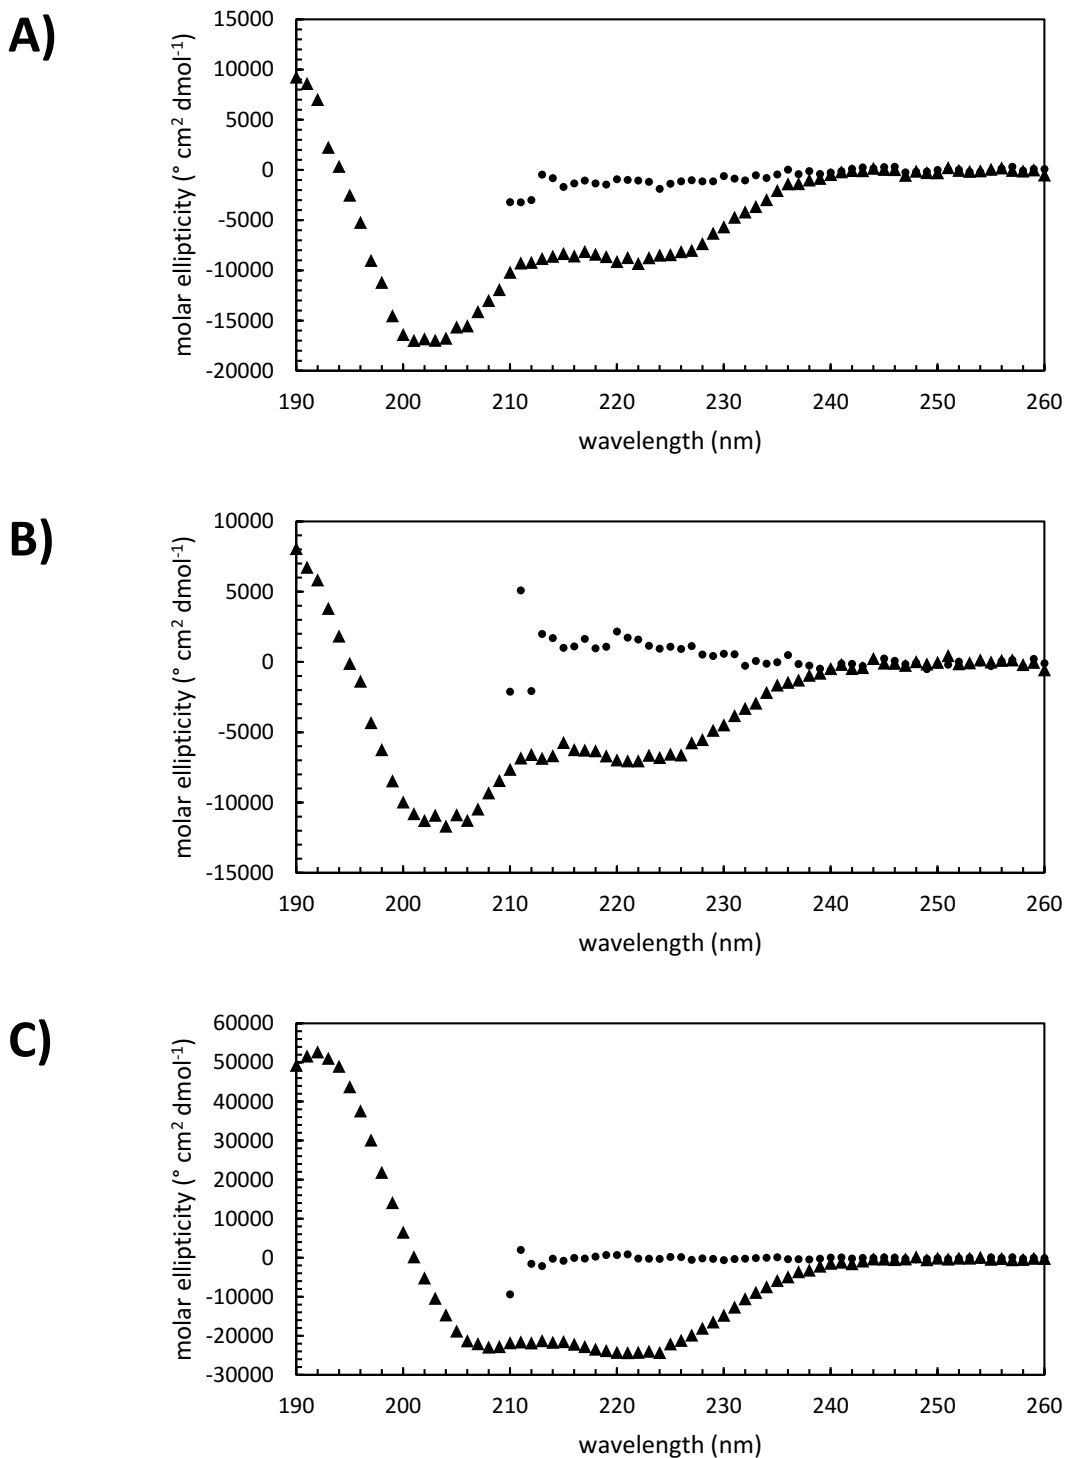 A)
molar ellipticity (° cm² dmol⁻¹)
15000
10000
5000
0
-5000
-10000
-15000
-20000
190 200 210 220 230 240 250 260
wavelength (nm)
B)
molar ellipticity (° cm² dmol⁻¹)
10000
5000
0
-5000
-10000
-15000
190 200 210 220 230 240 250 260
wavelength (nm)
C)
molar ellipticity (° cm² dmol⁻¹)
60000
50000
40000
30000
20000
10000
0
-10000
-20000
-30000
190 200 210 220 230 240 250 260
wavelength (nm)